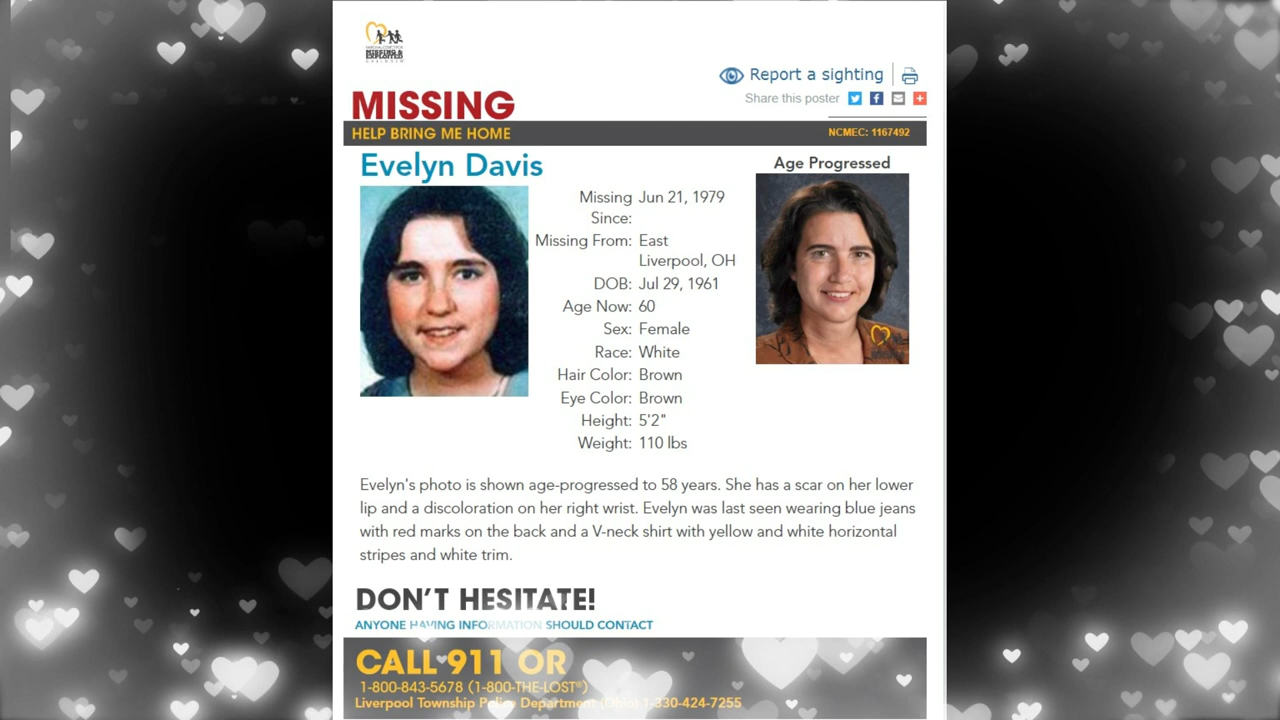 MISSING &
EXPLOITED
Report a sighting
Share this poster
MISSING
HELP BRING ME HOME
NCMEC: 1167492
Evelyn Davis
Age Progressed
Missing Since: Jun 21, 1979
Missing From: East Liverpool, OH
DOB: Jul 29, 1961
Age Now: 60
Sex: Female
Race: White
Hair Color: Brown
Eye Color: Brown
Height: 5'2"
Weight: 110 lbs
Evelyn's photo is shown age-progressed to 58 years. She has a scar on her lower
lip and a discoloration on her right wrist. Evelyn was last seen wearing blue jeans
with red marks on the back and a V-neck shirt with yellow and white horizontal
stripes and white trim.
DON'T HESITATE!
ANYONE HAVING INFORMATION SHOULD CONTACT
CALL 911 OR
1-800-843-5678 (1-800-THE-LOST®)
Liverpool Township Police Department (Ohio) 1-330-424-7255